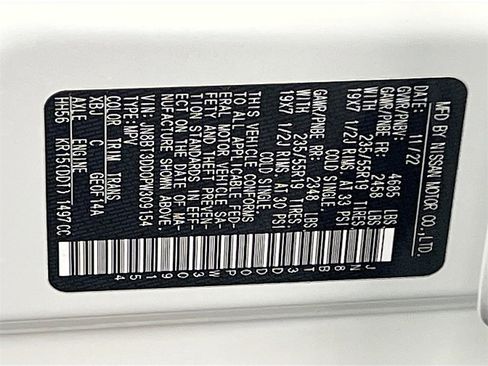 MFD BY NISSAN MOTOR CO.,LTD.
11/22
GVWR/PNBV: 4685 LBS
GAWR/PNBE FR: 2458 LBS
WITH 235/55R19 TIRES
19X7 1/2J RIMS, AT 33 PSI
COLD SINGLE,
GAWR/PNBE RR: 2348 LBS
WITH 235/55R19 TIRES
19X7 1/2J RIMS, AT 30 PSI
COLD SINGLE,
THIS VEHICLE CONFORMS
TO ALL APPLICABLE FED-
ERAL MOTOR VEHICLE SA-
FETY AND THEFT PREVEN-
TION STANDARDS IN EFF-
ECT ON THE DATE OF MA-
NUFACTURE SHOWN ABOVE.
JN8BT3DD0PW309154
TYPE: MPV
COLOR TRIM TRANS.
XBJ C GE0F14A
AXLE ENGINE
HH56 KR15(DDT) 1497CC
JN8BT3DD0PW309154